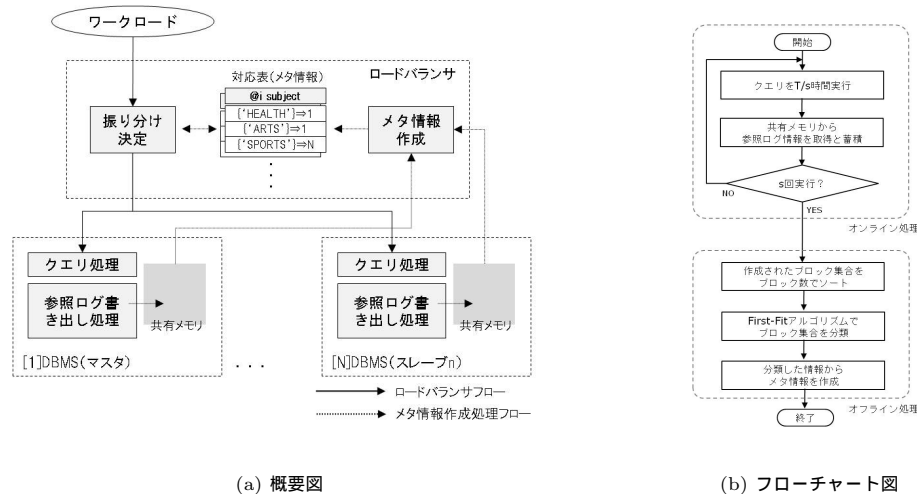 ワークロード
ロードバランサ
対応表(メタ情報)
@i subject
{'HEALTH'}⇒1
{'ARTS'}⇒1
{'SPORTS'}⇒N
振り分け
決定
メタ情報
作成
クエリ処理
参照ログ書
き出し処理
共有メモリ
[1]DBMS(マスタ)
. . .
クエリ処理
参照ログ書
き出し処理
共有メモリ
[N]DBMS(スレーブn)
ロードバランサフロー
メタ情報作成処理フロー
(a) 概要図
開始
クエリをT/s時間実行
共有メモリから
参照ログ情報を取得と蓄積
s回実行?
NO
YES
オンライン処理
作成されたブロック集合を
ブロック数でソート
First-Fitアルゴリズムで
ブロック集合を分類
分類した情報から
メタ情報を作成
オフライン処理
終了
(b) フローチャート図